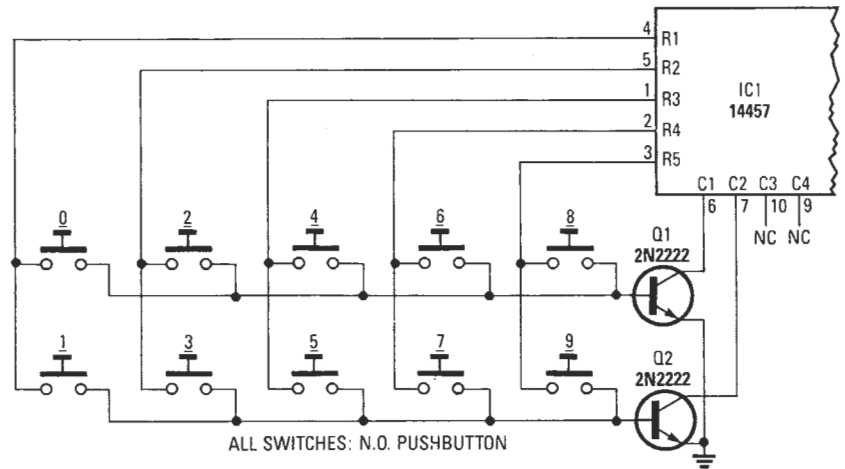 4 R1
5 R2
1 R3
2 R4
3 R5
IC1
14457
C1 C2 C3 C4
6 7 10 9
NC NC
0 2 4 6 8
Q1
2N2222
1 3 5 7 9
Q2
2N2222
ALL SWITCHES: N.O. PUSHBUTTON